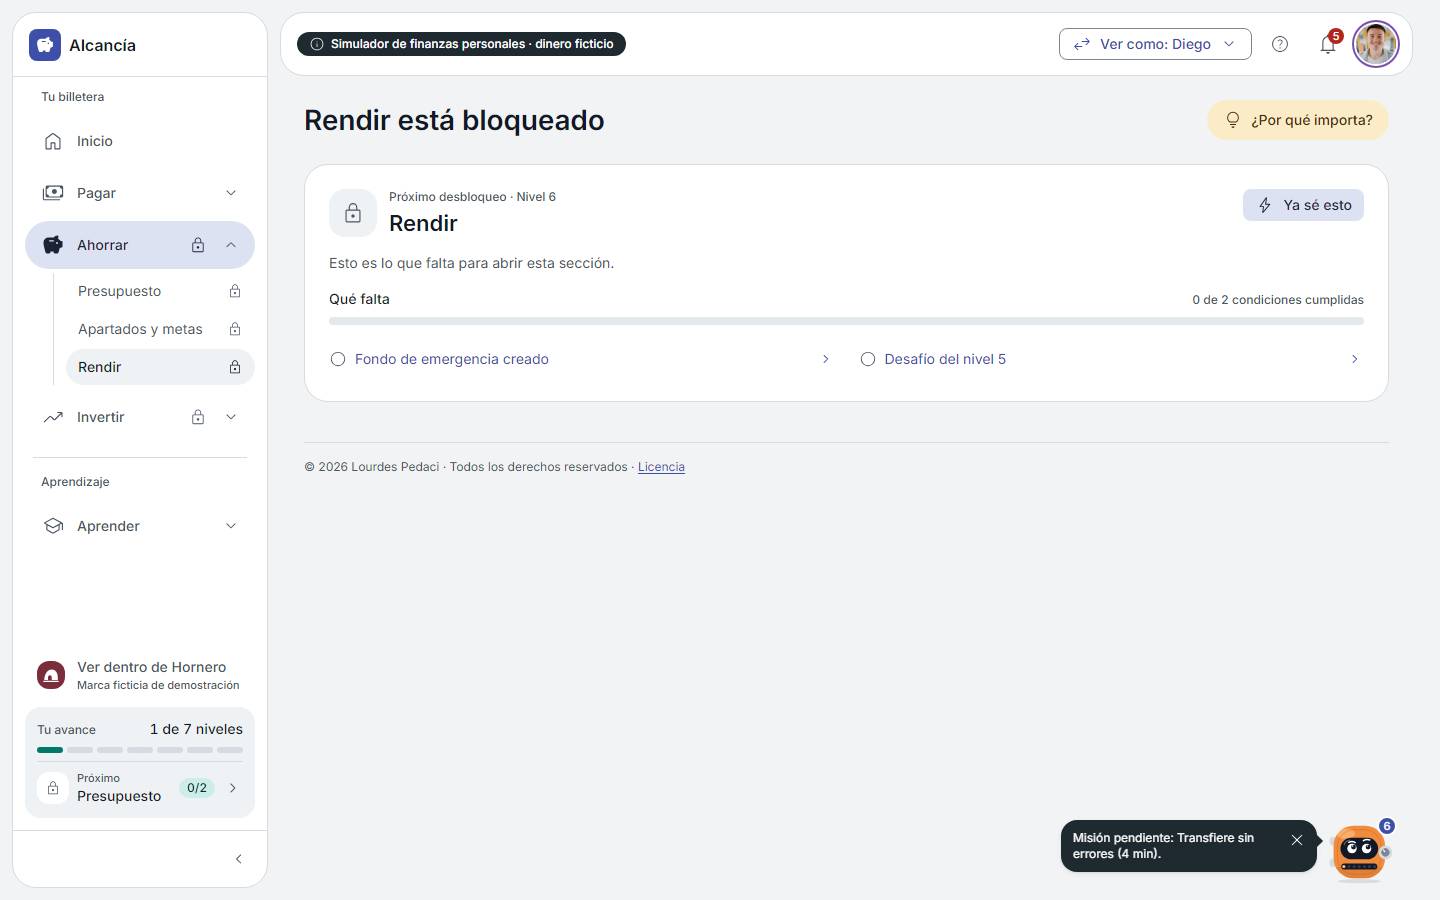 Alcancía
Simulador de finanzas personales · dinero ficticio
Ver como: Diego
5
Tu billetera
Inicio
Pagar
Ahorrar
Presupuesto
Apartados y metas
Rendir
Invertir
Aprendizaje
Aprender
Ver dentro de Hornero
Marca ficticia de demostración
Tu avance
1 de 7 niveles
Próximo
Presupuesto
0/2
Rendir está bloqueado
¿Por qué importa?
Próximo desbloqueo · Nivel 6
Rendir
Ya sé esto
Esto es lo que falta para abrir esta sección.
Qué falta
0 de 2 condiciones cumplidas
Fondo de emergencia creado
Desafío del nivel 5
© 2026 Lourdes Pedaci · Todos los derechos reservados · Licencia
Misión pendiente: Transfiere sin
errores (4 min).
6